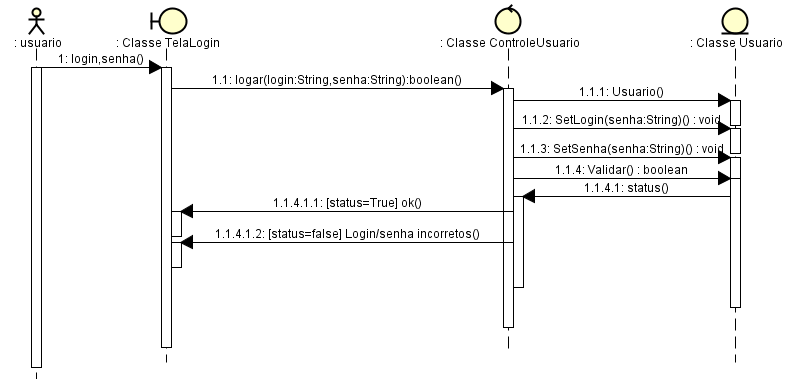 : usuario
: Classe TelaLogin
: Classe ControleUsuario
: Classe Usuario
1: login,senha()
1.1: logar(login:String,senha:String):boolean()
1.1.1: Usuario()
1.1.2: SetLogin(senha:String)() : void
1.1.3: SetSenha(senha:String)() : void
1.1.4: Validar() : boolean
1.1.4.1: status()
1.1.4.1.1: [status=True] ok()
1.1.4.1.2: [status=false] Login/senha incorretos()